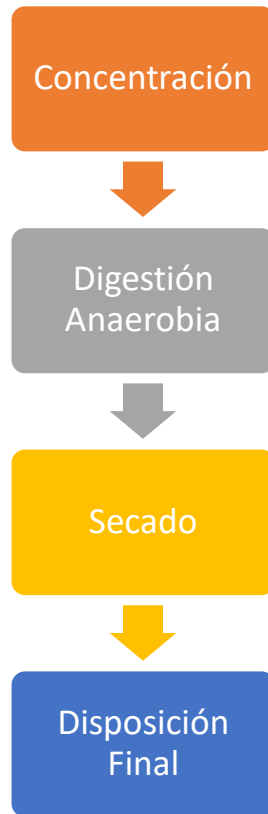 Concentración
Digestión
Anaerobia
Secado
Disposición
Final